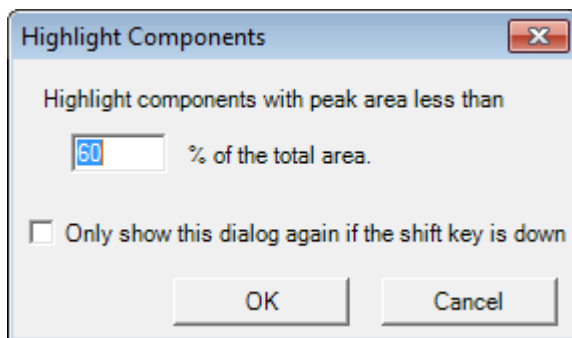 Highlight Components
Highlight components with peak area less than
60 % of the total area.
Only show this dialog again if the shift key is down
OK Cancel